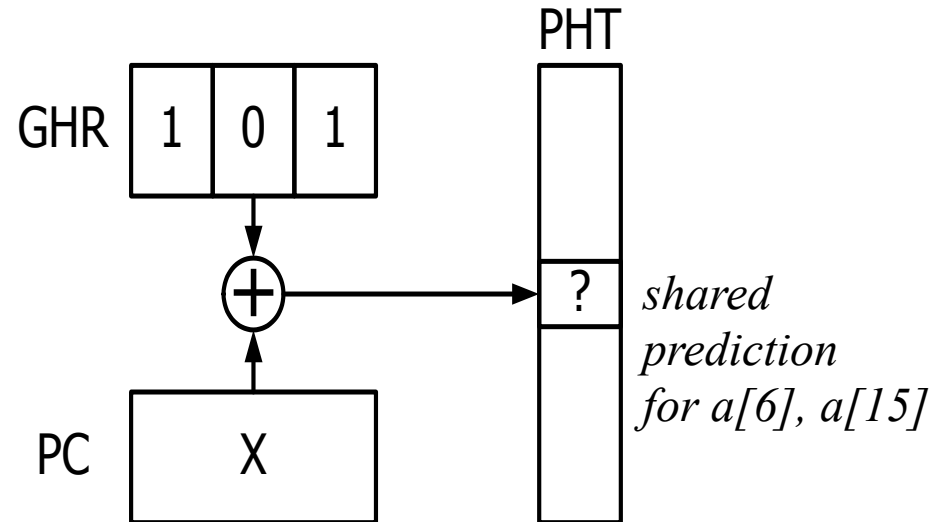 PHT
GHR 1 0 1
+
? shared
prediction
for a[6], a[15]
PC X